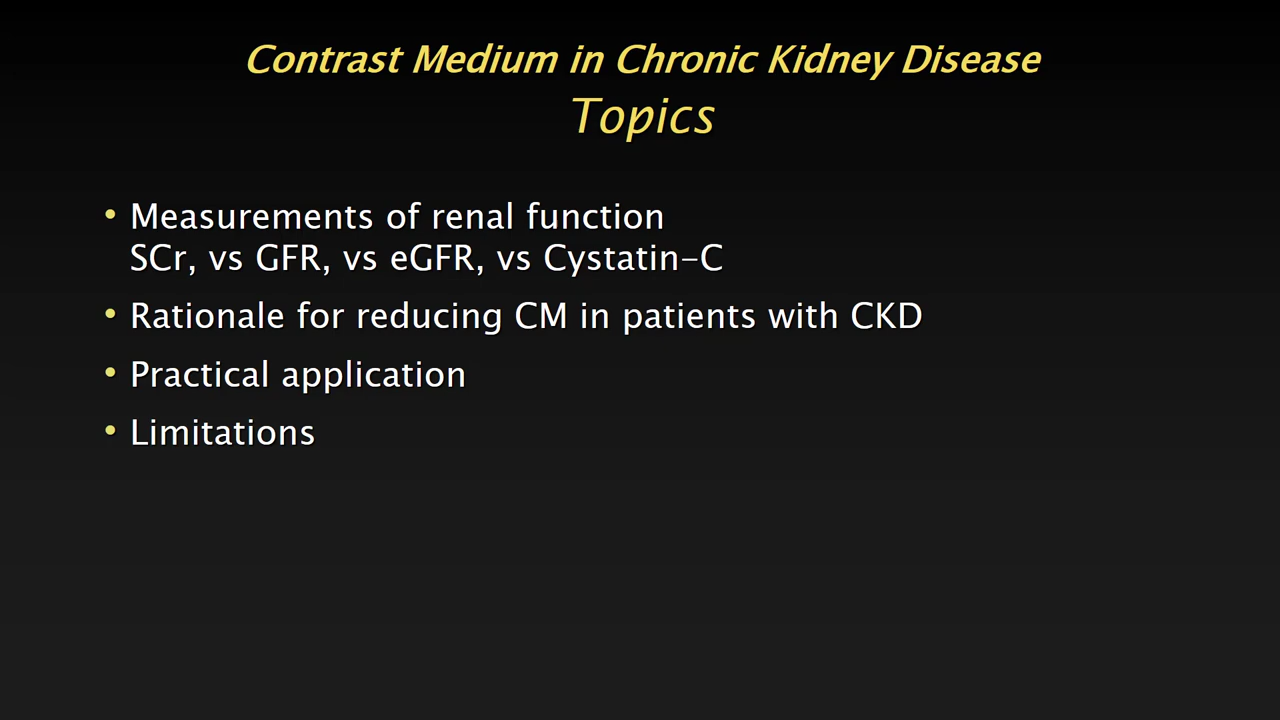 Contrast Medium in Chronic Kidney Disease
Topics
• Measurements of renal function
SCr, vs GFR, vs eGFR, vs Cystatin-C
• Rationale for reducing CM in patients with CKD
• Practical application
• Limitations